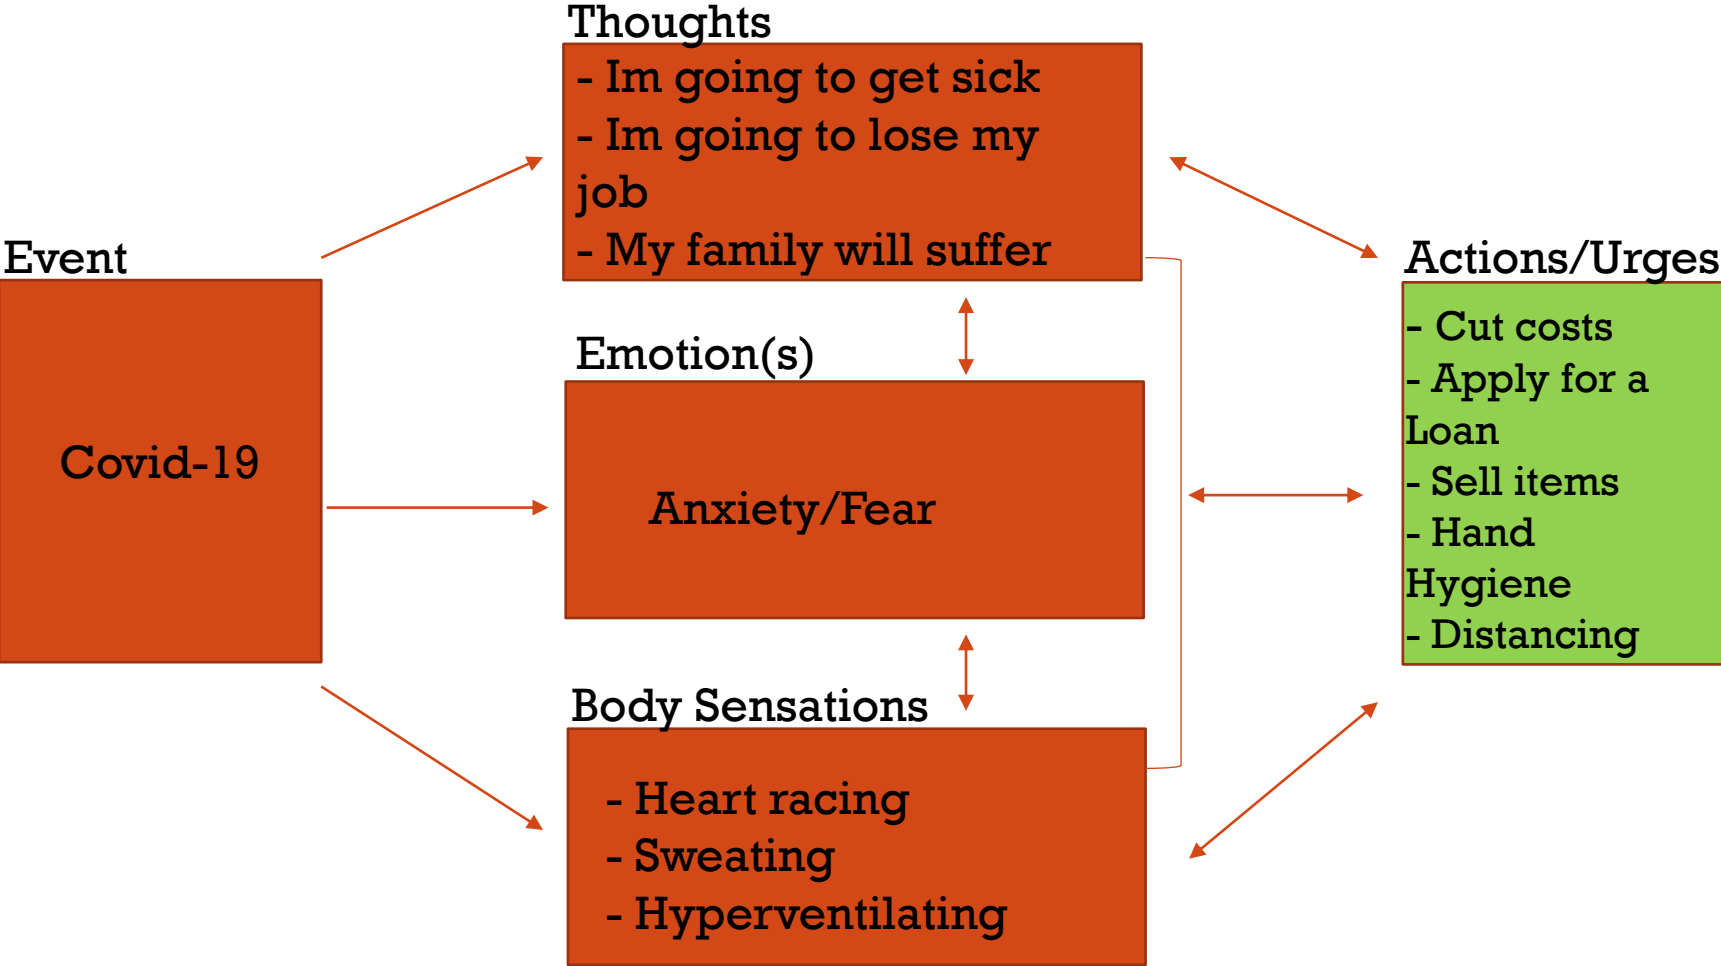 Thoughts
- Im going to get sick
- Im going to lose my
job
- My family will suffer
Event
Covid-19
Emotion(s)
Anxiety/Fear
Body Sensations
- Heart racing
- Sweating
- Hyperventilating
Actions/Urges
- Cut costs
- Apply for a
Loan
- Sell items
- Hand
Hygiene
- Distancing